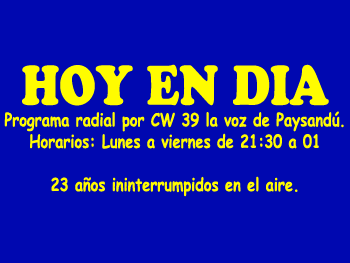 HOY EN DIA
Programa radial por CW 39 la voz de Paysandú.
Horarios: Lunes a viernes de 21:30 a 01
23 años ininterrumpidos en el aire.